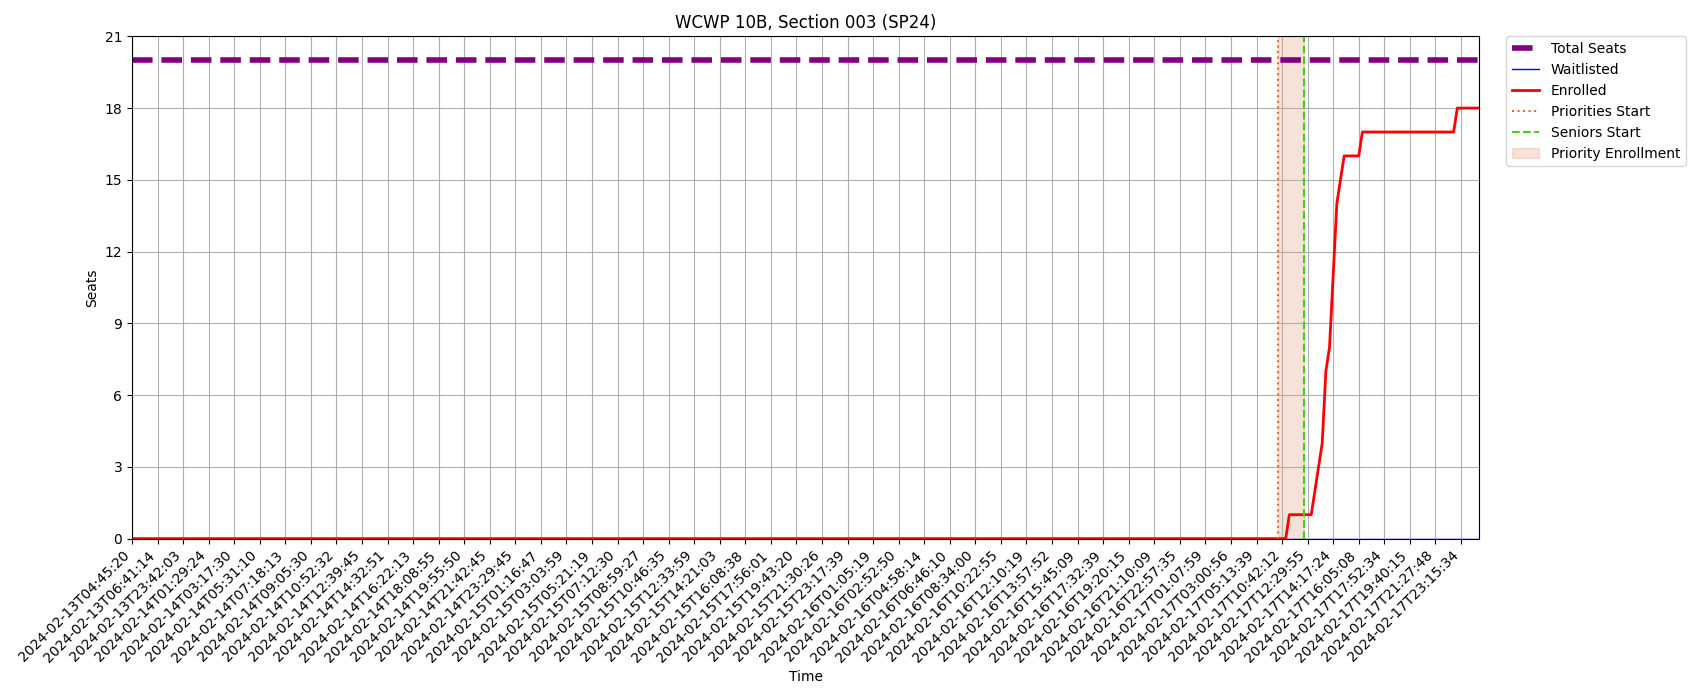 WCWP 10B, Section 003 (SP24)
21
18
15
12
9
6
3
0
Seats
Total Seats
Waitlisted
Enrolled
Priorities Start
Seniors Start
Priority Enrollment
2024-02-13T04:45:20
2024-02-13T06:41:14
2024-02-13T23:42:03
2024-02-14T01:29:24
2024-02-14T03:17:30
2024-02-14T05:31:10
2024-02-14T07:18:13
2024-02-14T09:05:30
2024-02-14T10:52:32
2024-02-14T12:39:45
2024-02-14T14:32:51
2024-02-14T16:22:13
2024-02-14T18:08:55
2024-02-14T19:55:50
2024-02-14T21:42:45
2024-02-14T23:29:45
2024-02-15T01:16:47
2024-02-15T03:03:59
2024-02-15T05:21:19
2024-02-15T07:12:30
2024-02-15T08:59:27
2024-02-15T10:46:35
2024-02-15T12:33:59
2024-02-15T14:21:03
2024-02-15T16:08:38
2024-02-15T17:56:01
2024-02-15T19:43:20
2024-02-15T21:30:26
2024-02-15T23:17:39
2024-02-16T01:05:19
2024-02-16T02:52:50
2024-02-16T04:58:14
2024-02-16T06:46:10
2024-02-16T08:34:00
2024-02-16T10:22:55
2024-02-16T12:10:19
2024-02-16T13:57:52
2024-02-16T15:45:09
2024-02-16T17:32:39
2024-02-16T19:20:15
2024-02-16T21:10:09
2024-02-16T22:57:35
2024-02-17T01:07:59
2024-02-17T03:00:56
2024-02-17T05:13:39
2024-02-17T10:42:12
2024-02-17T12:29:55
2024-02-17T14:17:24
2024-02-17T16:05:08
2024-02-17T17:52:34
2024-02-17T19:40:15
2024-02-17T21:27:48
2024-02-17T23:15:34
Time